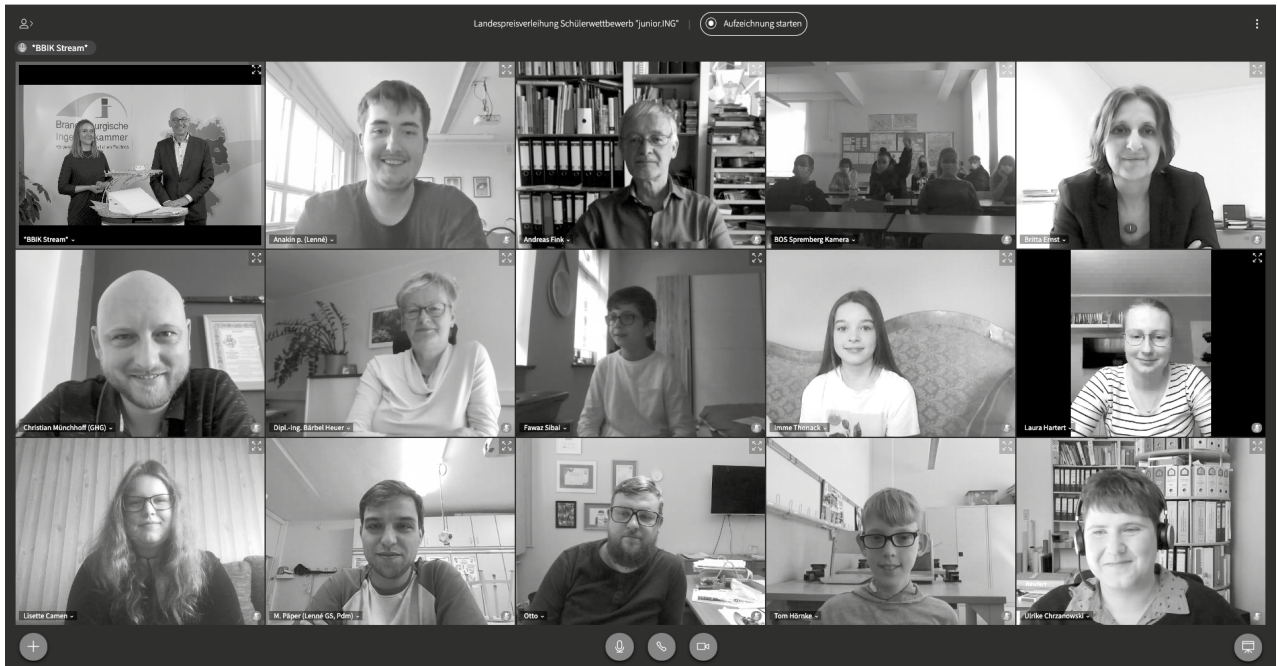 Landespreisverleihung Schülerwettbewerb "junior.ING"
Aufzeichnung starten
*BBIK Stream*
Brandenburgische
kammer
*BBIK Stream*
Anakin p. (Lenné)
Andreas Fink
BOS Spremberg Kamera
Britta Ernst
Christian Münchhoff (GHG)
Dipl.-Ing. Bärbel Heuer
Fawaz Sibai
Imme Thonack
Laura Hartert
Lisette Camen
M. Päper (Lenné GS, Pdm)
Otto
Tom Hörnke
Ulrike Chrzanowski